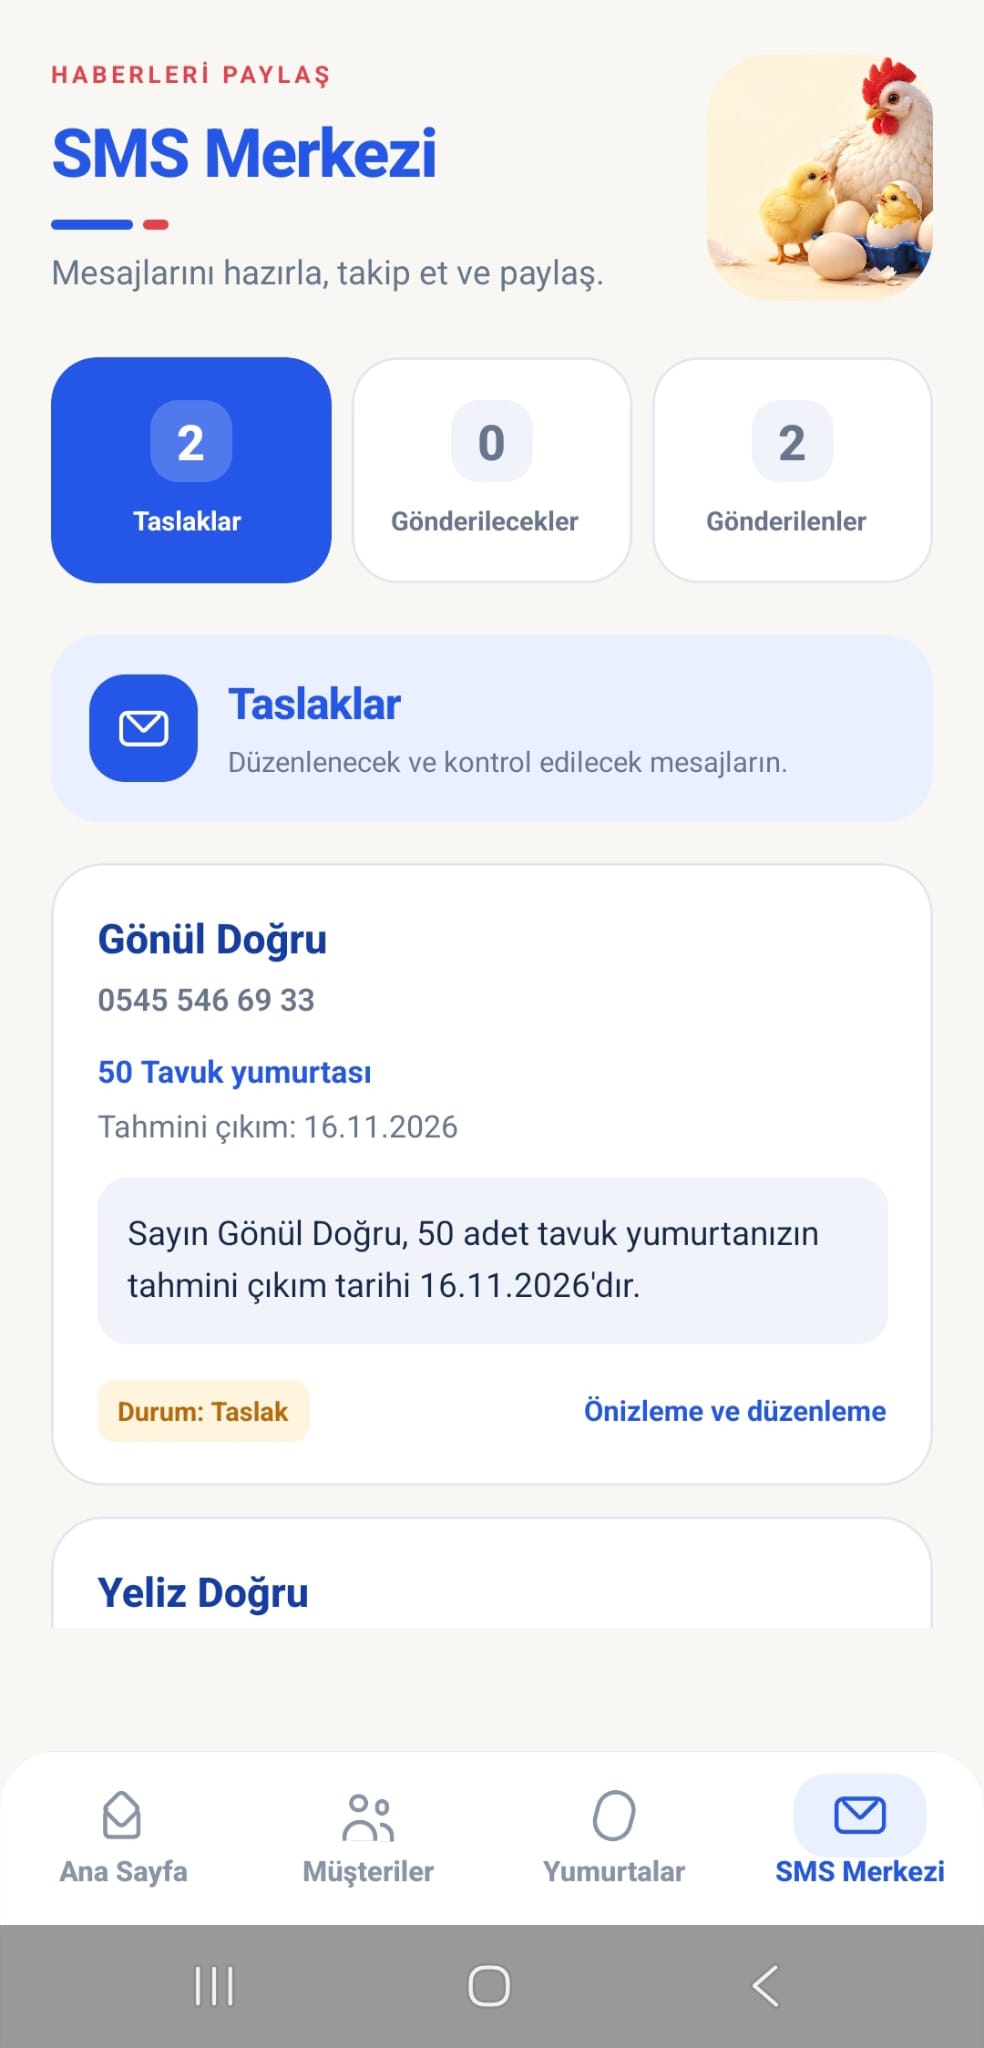 HABERLERİ PAYLAŞ
SMS Merkezi
Mesajlarını hazırla, takip et ve paylaş.
2
Taslaklar
0
Gönderilecekler
2
Gönderilenler
Taslaklar
Düzenlenecek ve kontrol edilecek mesajların.
Gönül Doğru
0545 546 69 33
50 Tavuk yumurtası
Tahmini çıkım: 16.11.2026
Sayın Gönül Doğru, 50 adet tavuk yumurtanızın
tahmini çıkım tarihi 16.11.2026'dır.
Durum: Taslak
Önizleme ve düzenleme
Yeliz Doğru
Ana Sayfa
Müşteriler
Yumurtalar
SMS Merkezi